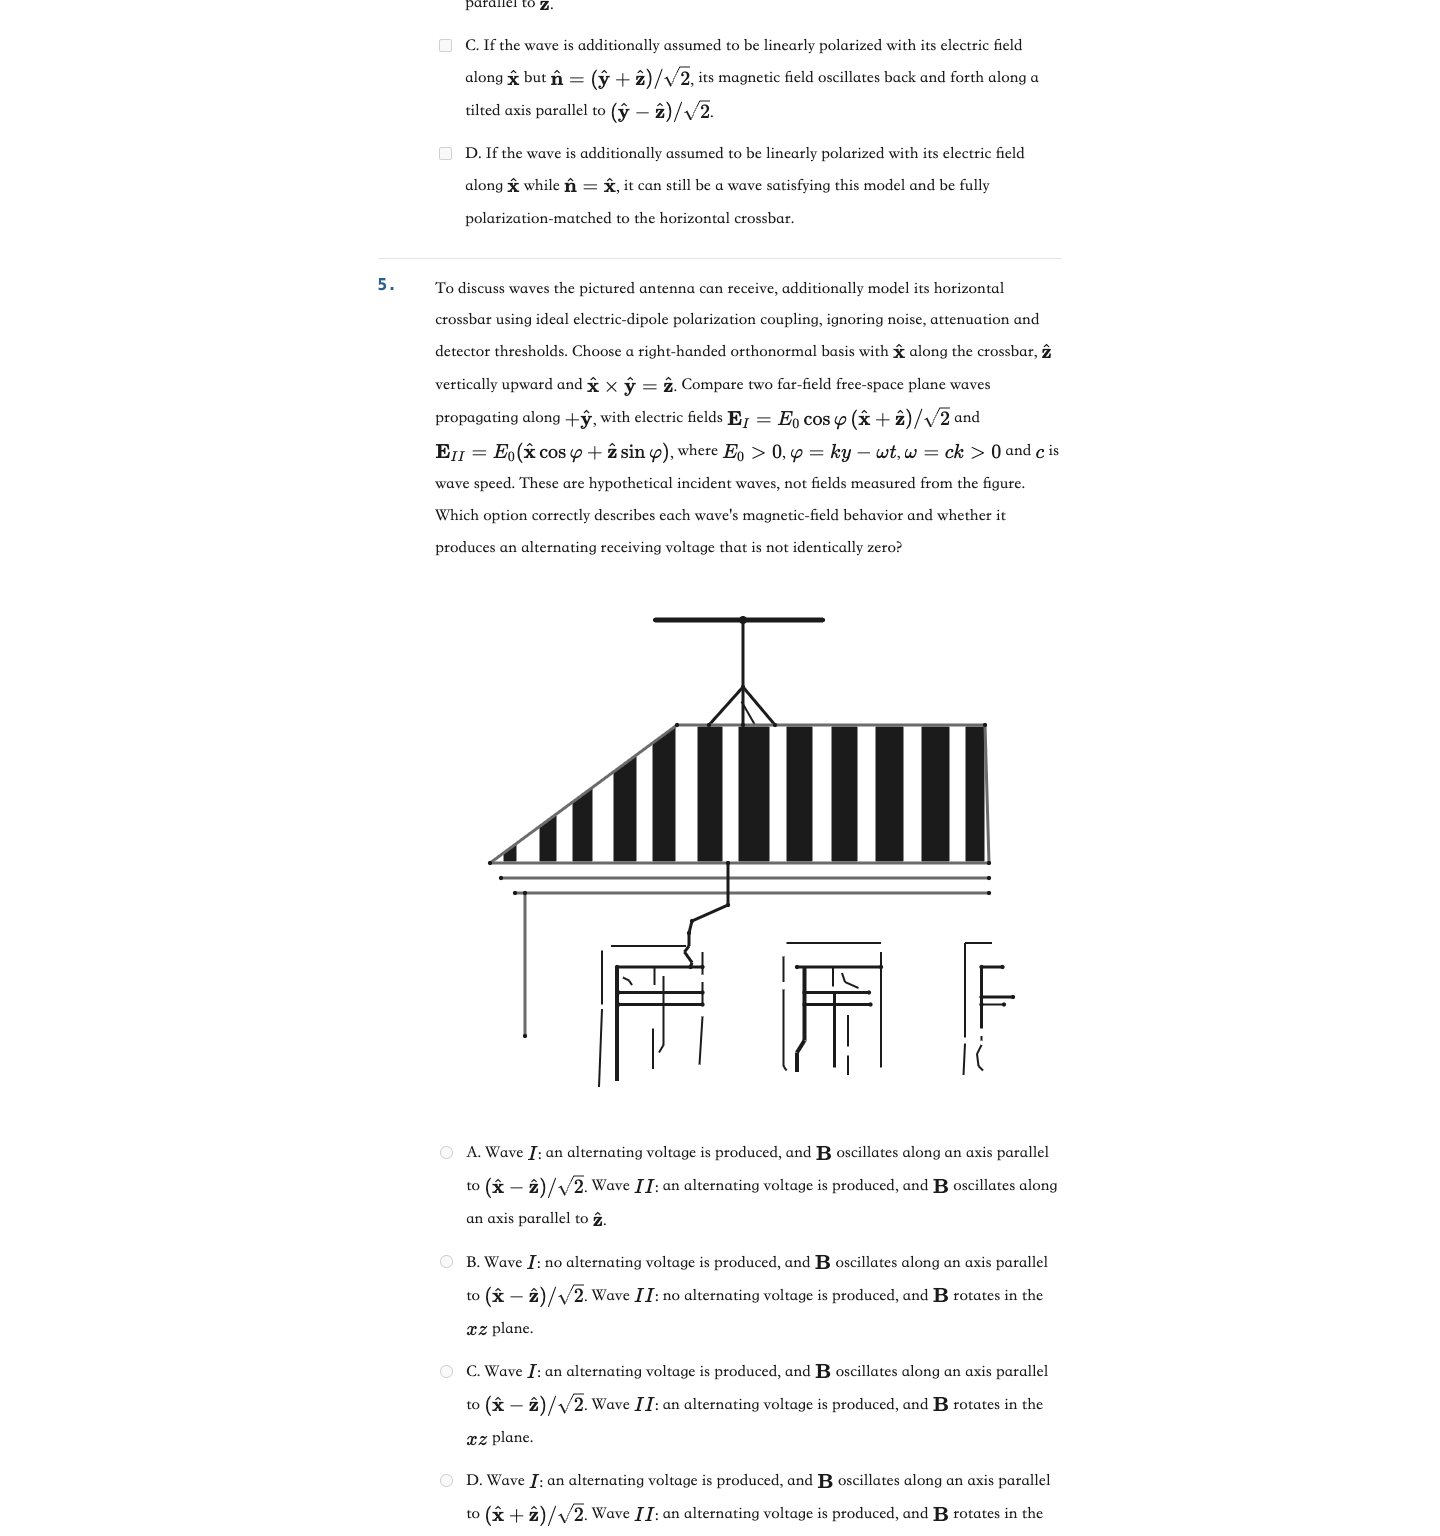 parallel to ẑ.
C. If the wave is additionally assumed to be linearly polarized with its electric field
along x̂ but n̂ = (ŷ + ẑ)/√2, its magnetic field oscillates back and forth along a
tilted axis parallel to (ŷ − ẑ)/√2.
D. If the wave is additionally assumed to be linearly polarized with its electric field
along x̂ while n̂ = x̂, it can still be a wave satisfying this model and be fully
polarization-matched to the horizontal crossbar.
5. To discuss waves the pictured antenna can receive, additionally model its horizontal
crossbar using ideal electric-dipole polarization coupling, ignoring noise, attenuation and
detector thresholds. Choose a right-handed orthonormal basis with x̂ along the crossbar, ẑ
vertically upward and x̂ × ŷ = ẑ. Compare two far-field free-space plane waves
propagating along +ŷ, with electric fields E_I = E₀ cos φ (x̂ + ẑ)/√2 and
E_II = E₀(x̂ cos φ + ẑ sin φ), where E₀ > 0, φ = ky − ωt, ω = ck > 0 and c is
wave speed. These are hypothetical incident waves, not fields measured from the figure.
Which option correctly describes each wave's magnetic-field behavior and whether it
produces an alternating receiving voltage that is not identically zero?
A. Wave I: an alternating voltage is produced, and B oscillates along an axis parallel
to (x̂ − ẑ)/√2. Wave II: an alternating voltage is produced, and B oscillates along
an axis parallel to ẑ.
B. Wave I: no alternating voltage is produced, and B oscillates along an axis parallel
to (x̂ − ẑ)/√2. Wave II: no alternating voltage is produced, and B rotates in the
xz plane.
C. Wave I: an alternating voltage is produced, and B oscillates along an axis parallel
to (x̂ − ẑ)/√2. Wave II: an alternating voltage is produced, and B rotates in the
xz plane.
D. Wave I: an alternating voltage is produced, and B oscillates along an axis parallel
to (x̂ + ẑ)/√2. Wave II: an alternating voltage is produced, and B rotates in the